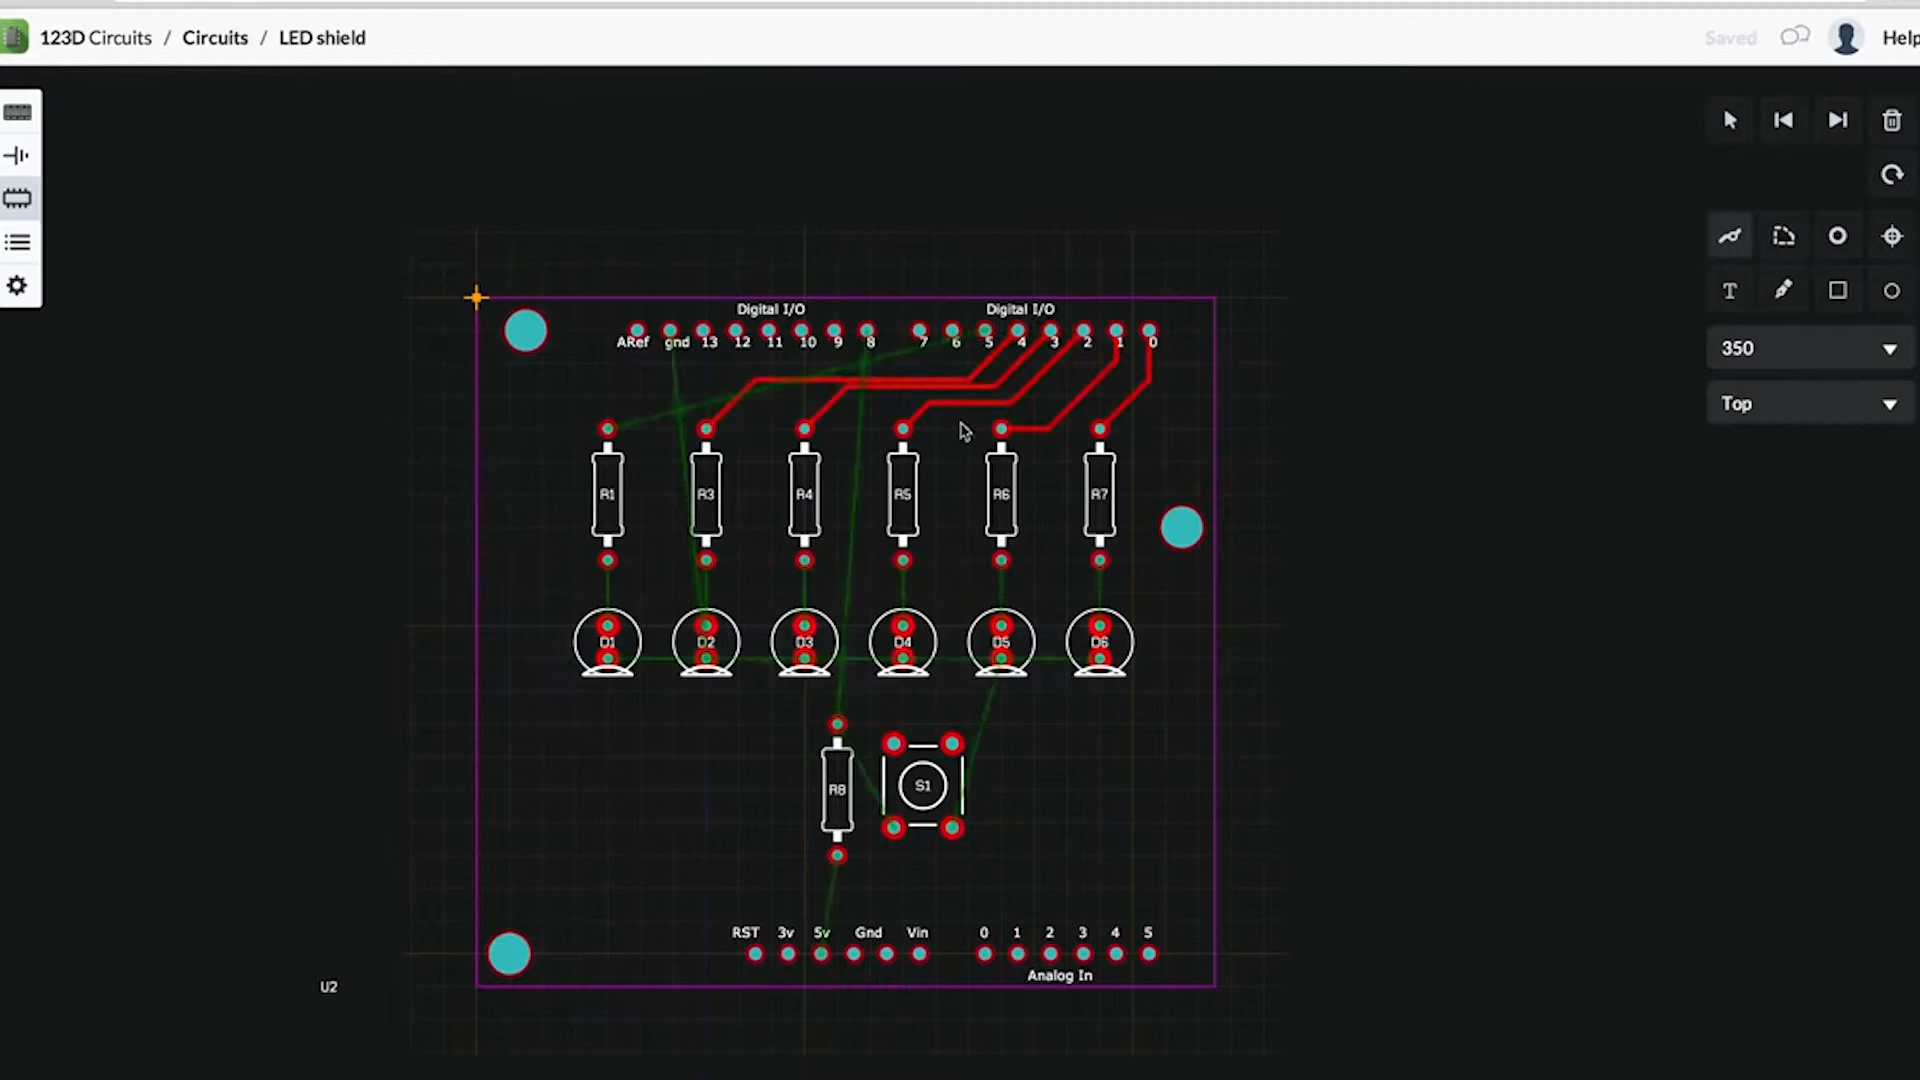 123D Circuits / Circuits / LED shield
Saved
Help
T
350
Top
Digital I/O Digital I/O
ARef gnd 13 12 11 10 9 8 7 6 5 4 3 2 1 0
R1 R3 R4 R5 R6 R7
D1 D2 D3 D4 D5 D6
R8 S1
RST 3v 5v Gnd Vin 0 1 2 3 4 5
Analog In
U2